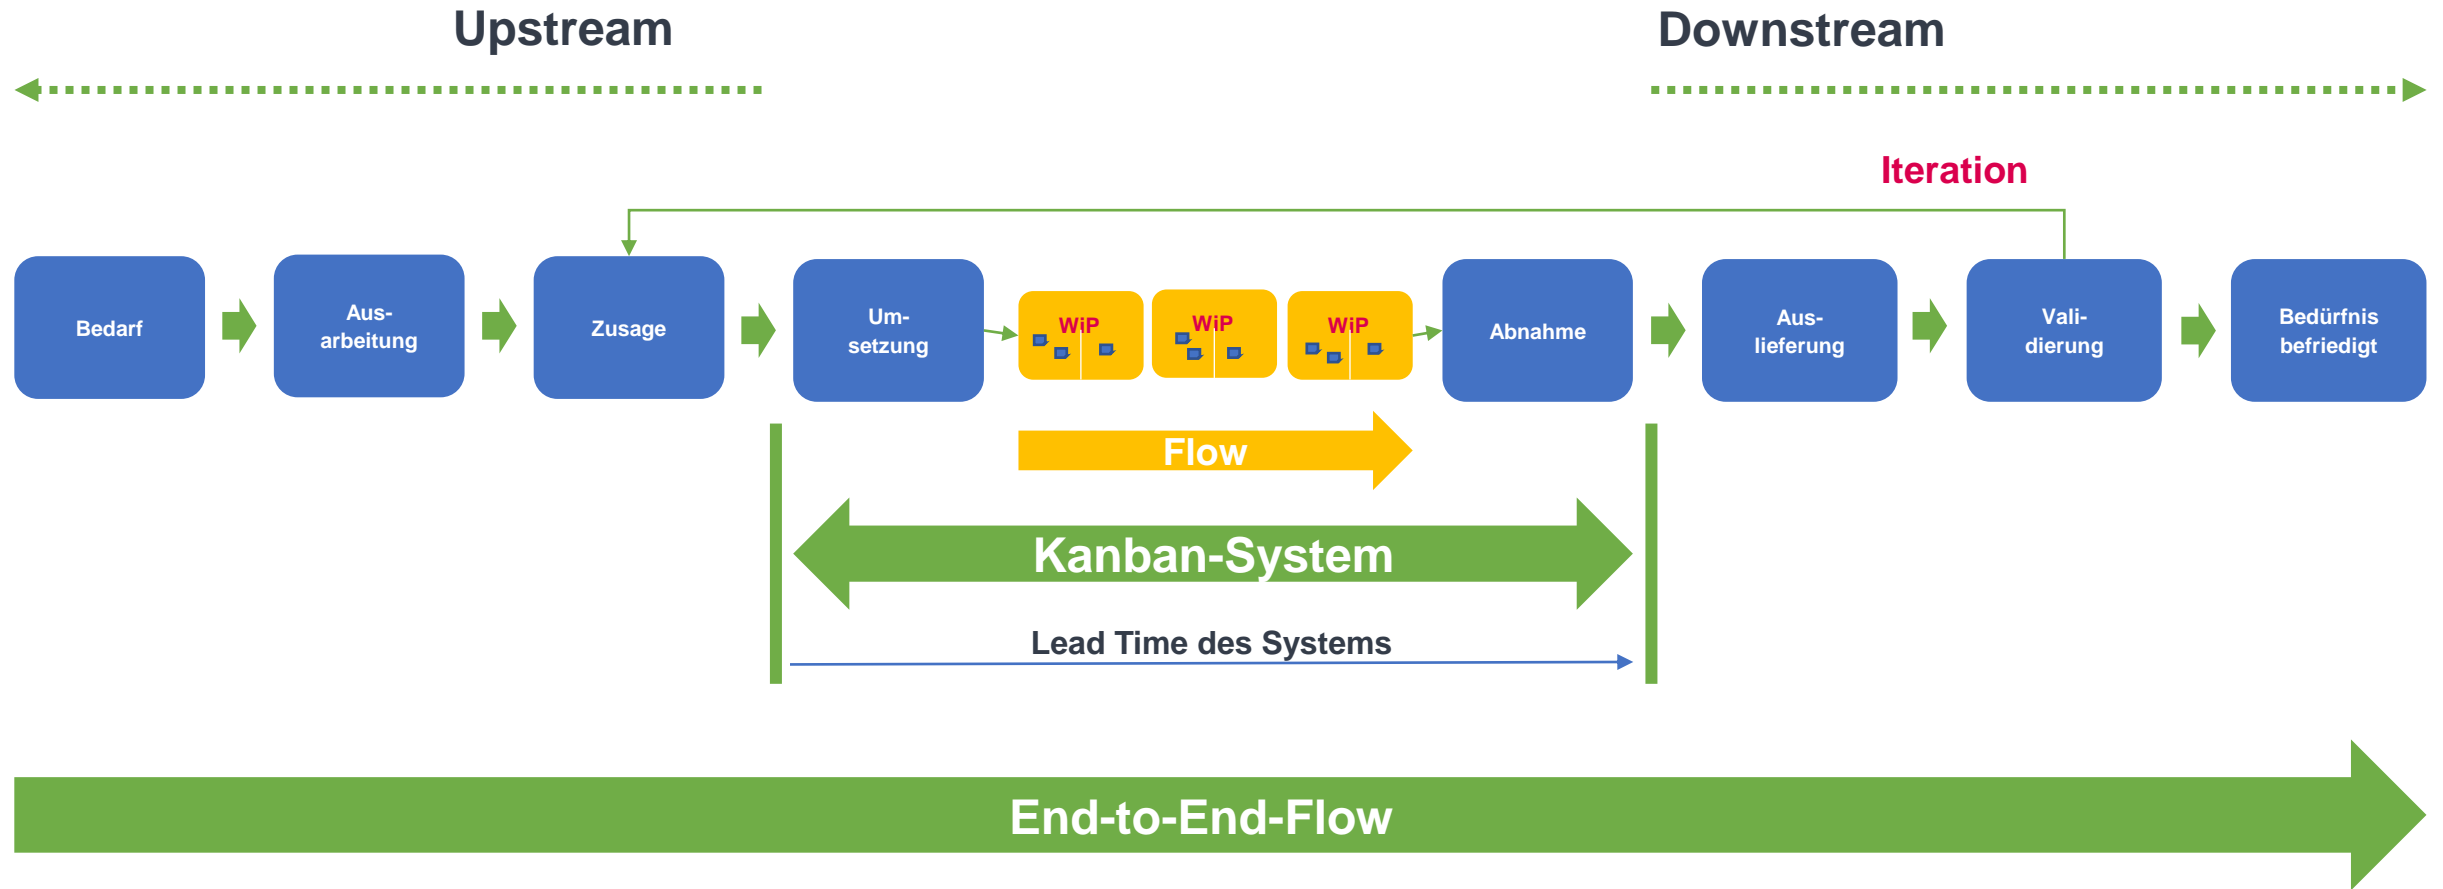 Upstream
Downstream
Iteration
Bedarf
Aus-
arbeitung
Zusage
Um-
setzung
WiP
WiP
WiP
Abnahme
Aus-
lieferung
Vali-
dierung
Bedürfnis
befriedigt
Flow
Kanban-System
Lead Time des Systems
End-to-End-Flow